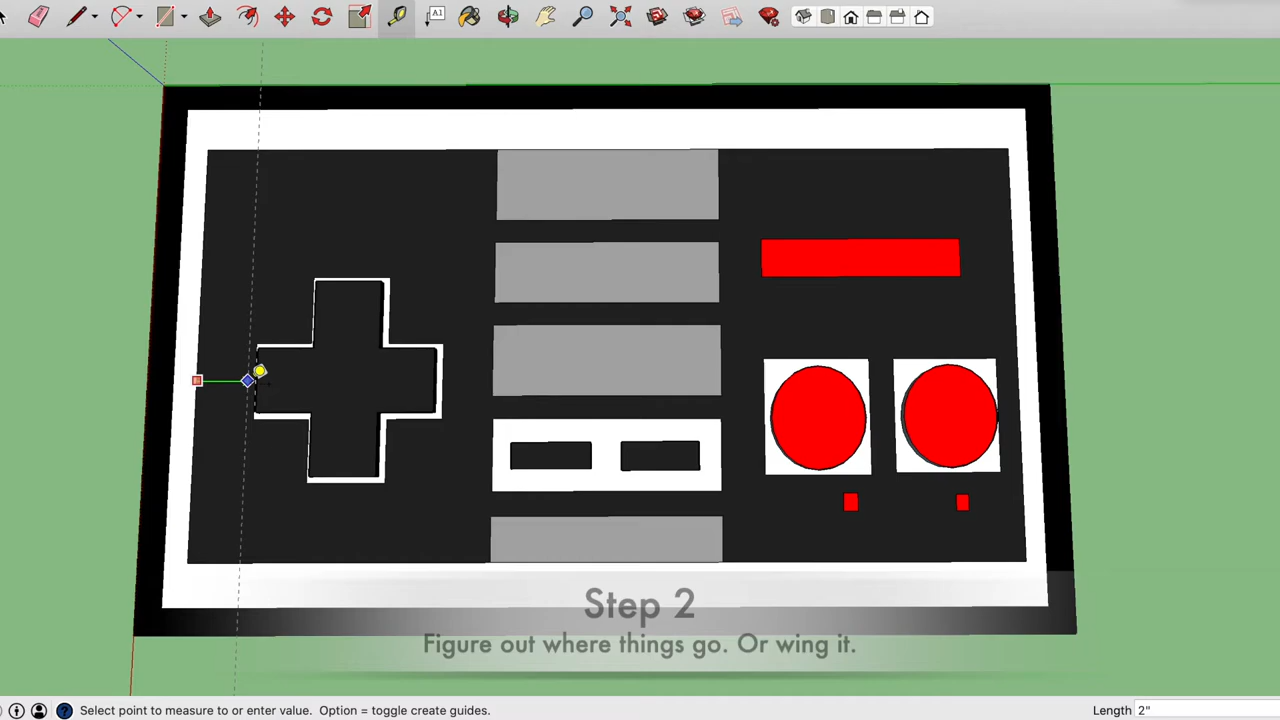 A1
Step 2
Figure out where things go. Or wing it.
Select point to measure to or enter value. Option = toggle create guides.
Length 2"